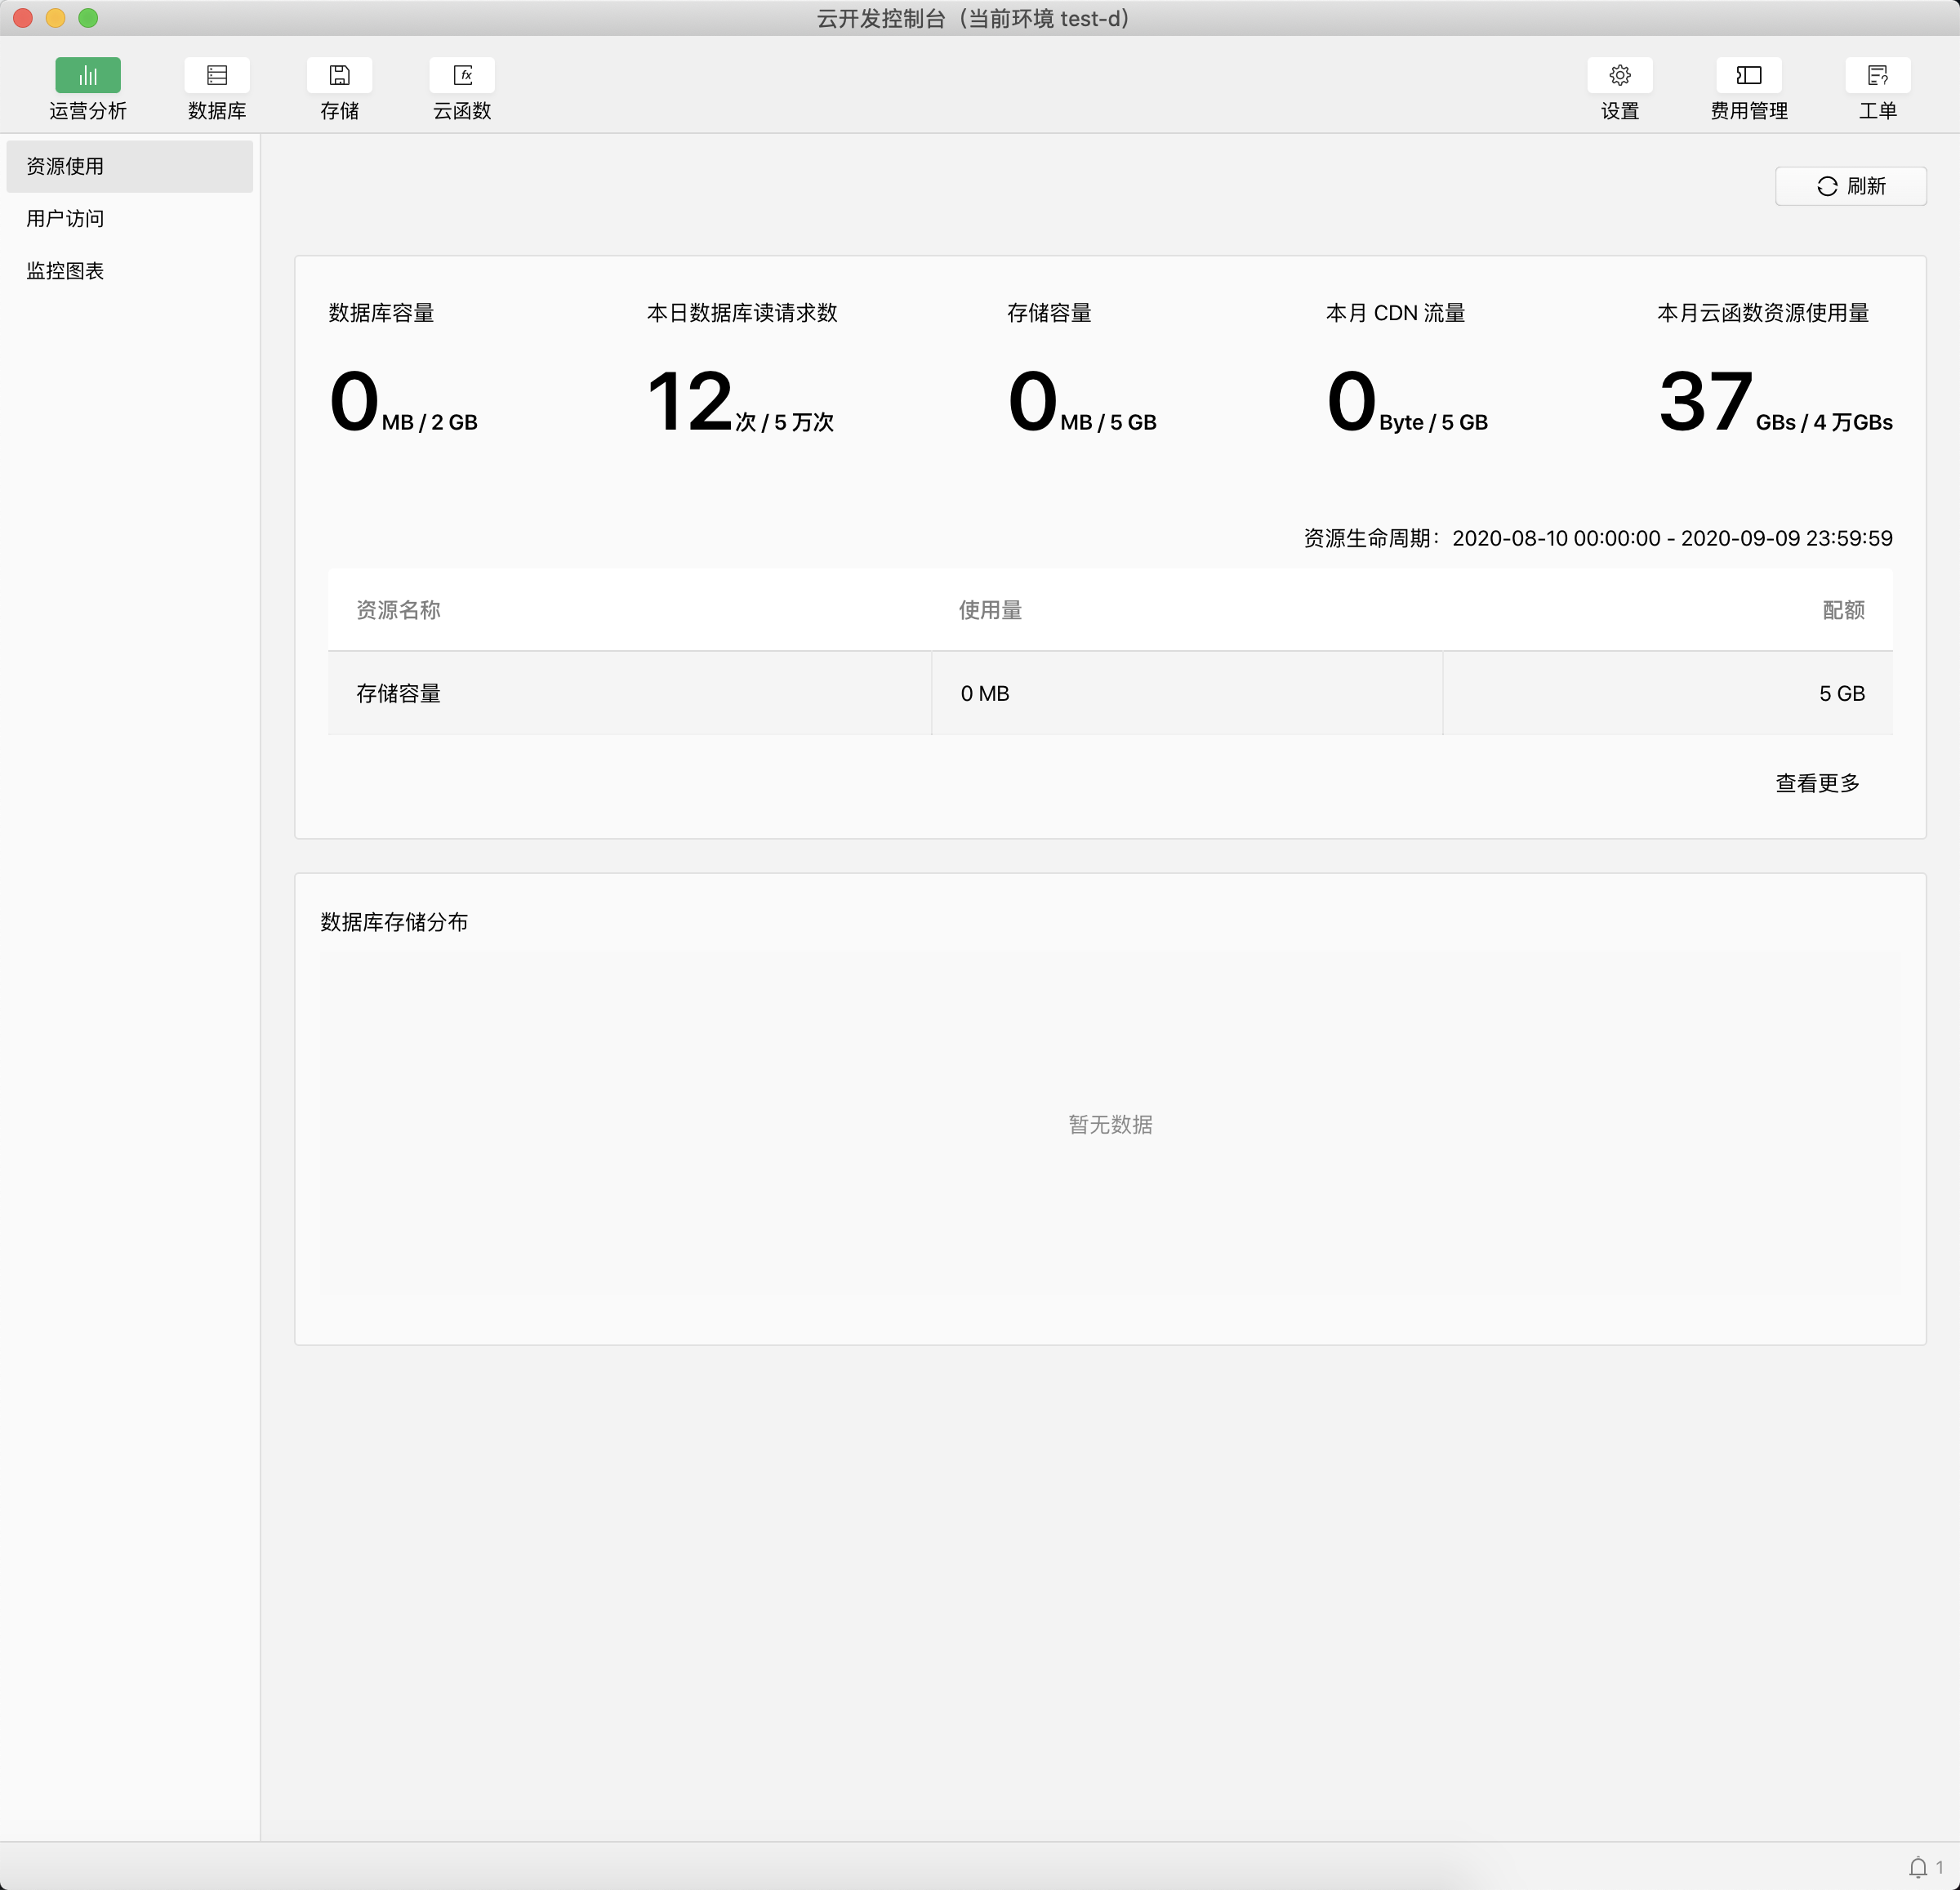 云开发控制台（当前环境 test-d）
运营分析
数据库
存储
云函数
设置
费用管理
工单
资源使用
用户访问
监控图表
刷新
数据库容量
0 MB / 2 GB
本日数据库读请求数
12 次 / 5 万次
存储容量
0 MB / 5 GB
本月 CDN 流量
0 Byte / 5 GB
本月云函数资源使用量
37 GBs / 4 万GBs
资源生命周期：2020-08-10 00:00:00 - 2020-09-09 23:59:59
资源名称 使用量 配额
存储容量 0 MB 5 GB
查看更多
数据库存储分布
暂无数据
1